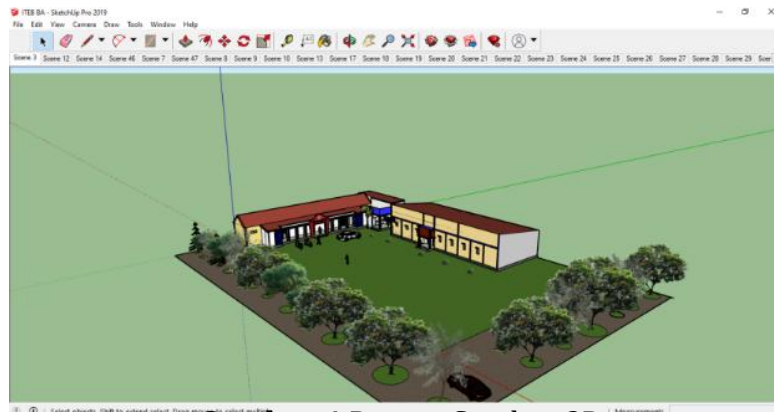 ITEB BA - SketchUp Pro 2019
File Edit View Camera Draw Tools Window Help
Scene 3 Scene 12 Scene 14 Scene 46 Scene 7 Scene 47 Scene 8 Scene 9 Scene 10 Scene 13 Scene 17 Scene 18 Scene 19 Scene 20 Scene 21 Scene 22 Scene 23 Scene 24 Scene 25 Scene 26 Scene 27 Scene 28 Scene 29 Scen
Select objects. Shift to extend select. Drag mouse to select multiple. Measurements